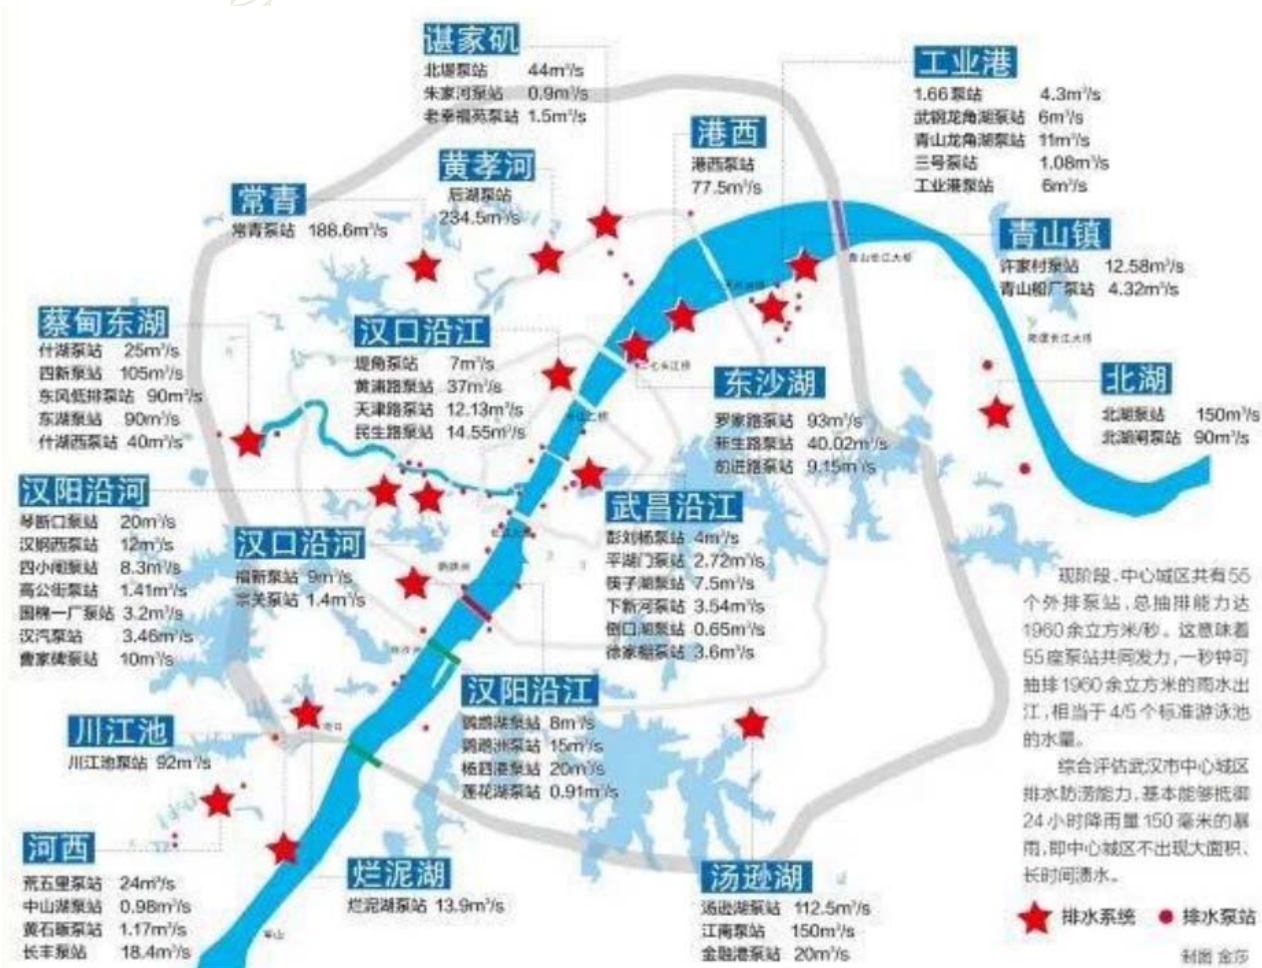 谌家矶
北堤泵站 44m³/s
朱家河泵站 0.9m³/s
老幸福苑泵站 1.5m³/s
工业港
1.66泵站 4.3m³/s
武钢龙角湖泵站 6m³/s
青山龙角湖泵站 11m³/s
三号泵站 1.08m³/s
工业港泵站 6m³/s
港西
港西泵站
77.5m³/s
黄孝河
后湖泵站
234.5m³/s
常青
常青泵站 188.6m³/s
青山镇
许家村泵站 12.58m³/s
青山船厂泵站 4.32m³/s
青山长江大桥
蔡甸东湖
什湖泵站 25m³/s
四新泵站 105m³/s
东风低排泵站 90m³/s
东湖泵站 90m³/s
什湖西泵站 40m³/s
汉口沿江
堤角泵站 7m³/s
黄浦路泵站 37m³/s
天津路泵站 12.13m³/s
民生路泵站 14.55m³/s
二七长江桥
东沙湖
罗家路泵站 93m³/s
新生路泵站 40.02m³/s
前进路泵站 9.15m³/s
北湖
北湖泵站 150m³/s
北湖闸泵站 90m³/s
汉阳沿河
琴断口泵站 20m³/s
汉钢西泵站 12m³/s
四小闸泵站 8.3m³/s
高公街泵站 1.41m³/s
国棉一厂泵站 3.2m³/s
汉汽泵站 3.46m³/s
曹家碑泵站 10m³/s
汉口沿河
福新泵站 9m³/s
宗关泵站 1.4m³/s
武昌沿江
彭刘杨泵站 4m³/s
平湖门泵站 2.72m³/s
筷子湖泵站 7.5m³/s
下新河泵站 3.54m³/s
倒口湖泵站 0.65m³/s
徐家棚泵站 3.6m³/s
汉阳沿江
鹦鹉湖泵站 8m³/s
鹦鹉洲泵站 15m³/s
杨泗港泵站 20m³/s
莲花湖泵站 0.91m³/s
川江池
川江池泵站 92m³/s
河西
荒五里泵站 24m³/s
中山湖泵站 0.98m³/s
黄石畈泵站 1.17m³/s
长丰泵站 18.4m³/s
烂泥湖
烂泥湖泵站 13.9m³/s
军山
汤逊湖
汤逊湖泵站 112.5m³/s
江南泵站 150m³/s
金融港泵站 20m³/s
现阶段,中心城区共有55
个外排泵站,总抽排能力达
1960余立方米/秒。这意味着
55座泵站共同发力,一秒钟可
抽排1960余立方米的雨水出
江,相当于4/5个标准游泳池
的水量。
综合评估武汉市中心城区
排水防涝能力,基本能够抵御
24小时降雨量150毫米的暴
雨,即中心城区不出现大面积、
长时间渍水。
排水系统 排水泵站
制图 金莎